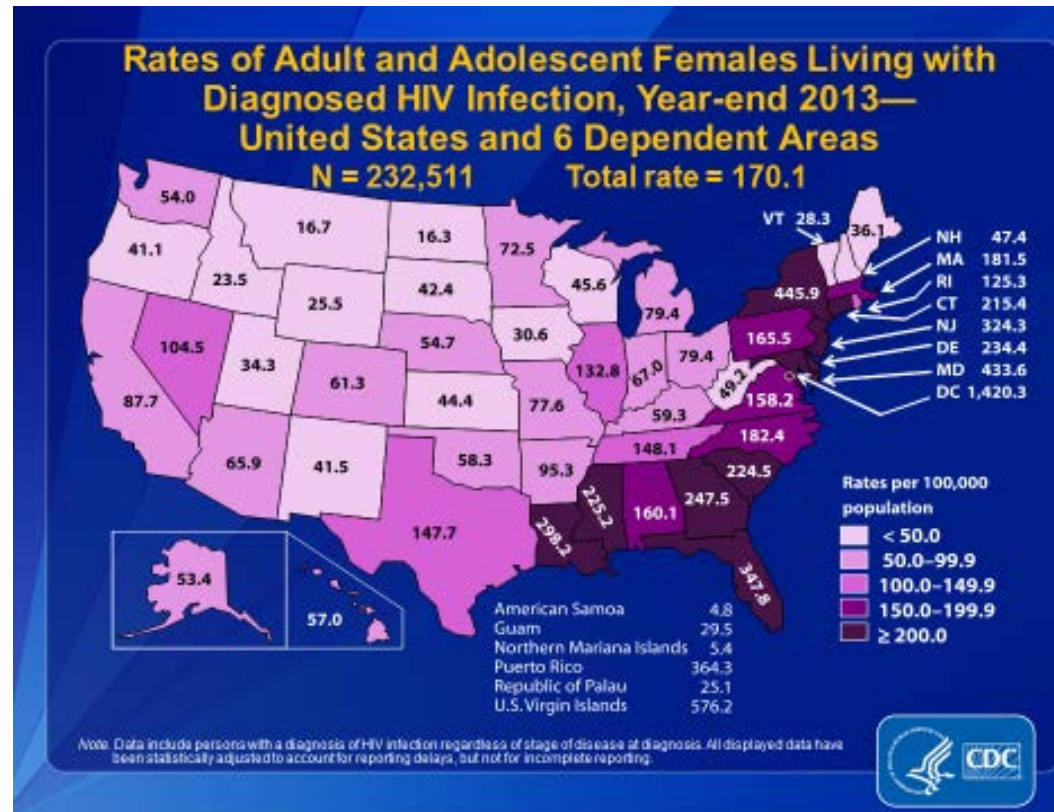 Rates of Adult and Adolescent Females Living with
Diagnosed HIV Infection, Year-end 2013—
United States and 6 Dependent Areas
N = 232,511 Total rate = 170.1
54.0
41.1
16.7
23.5
25.5
16.3
42.4
72.5
45.6
79.4
VT 28.3
36.1
445.9
NH 47.4
MA 181.5
RI 125.3
CT 215.4
NJ 324.3
DE 234.4
MD 433.6
DC 1,420.3
104.5
34.3
87.7
61.3
54.7
30.6
44.4
132.8
67.0
79.4
165.5
49.2
158.2
77.6
59.3
182.4
148.1
65.9
41.5
58.3
95.3
224.5
147.7
298.2
225.2
160.1
247.5
347.8
53.4
57.0
Rates per 100,000
population
< 50.0
50.0–99.9
100.0–149.9
150.0–199.9
≥ 200.0
American Samoa 4.8
Guam 29.5
Northern Mariana Islands 5.4
Puerto Rico 364.3
Republic of Palau 25.1
U.S. Virgin Islands 576.2
Note. Data include persons with a diagnosis of HIV infection regardless of stage of disease at diagnosis. All displayed data have
been statistically adjusted to account for reporting delays, but not for incomplete reporting.
CDC